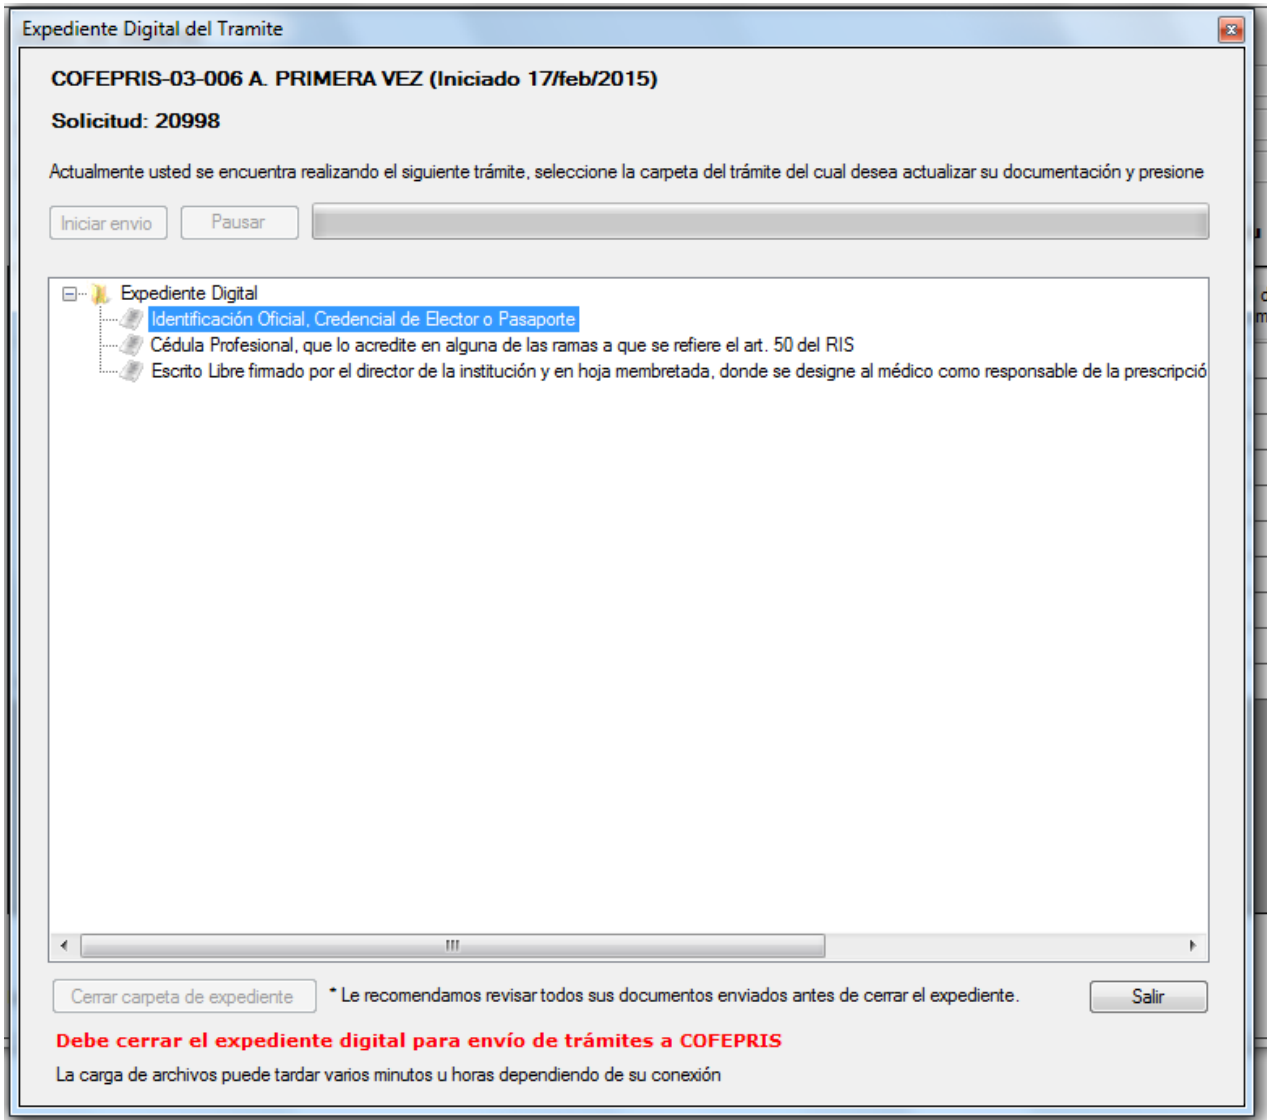 Expediente Digital del Tramite
COFEPRIS-03-006 A. PRIMERA VEZ (Iniciado 17/feb/2015)
Solicitud: 20998
Actualmente usted se encuentra realizando el siguiente trámite, seleccione la carpeta del trámite del cual desea actualizar su documentación y presione
Iniciar envio Pausar
Expediente Digital
Identificación Oficial, Credencial de Elector o Pasaporte
Cédula Profesional, que lo acredite en alguna de las ramas a que se refiere el art. 50 del RIS
Escrito Libre firmado por el director de la institución y en hoja membretada, donde se designe al médico como responsable de la prescripció
Cerrar carpeta de expediente * Le recomendamos revisar todos sus documentos enviados antes de cerrar el expediente. Salir
Debe cerrar el expediente digital para envío de trámites a COFEPRIS
La carga de archivos puede tardar varios minutos u horas dependiendo de su conexión